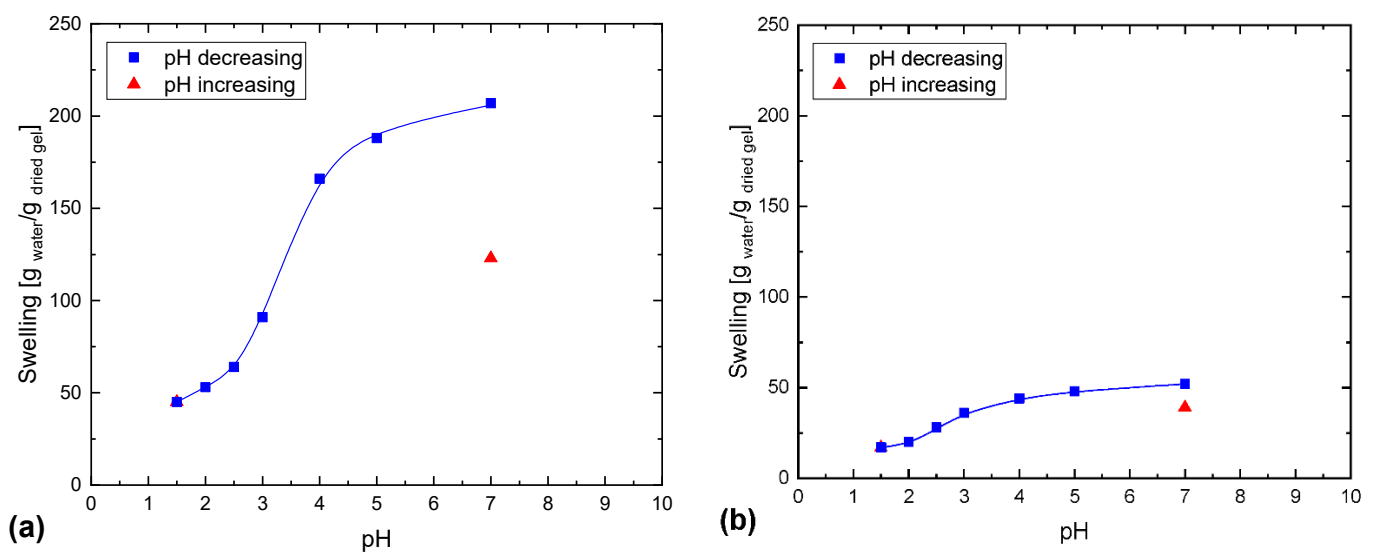 250
200
150
100
50
0
Swelling [g water/g dried gel]
pH decreasing
pH increasing
0 1 2 3 4 5 6 7 8 9 10
pH
(a)
250
200
150
100
50
0
Swelling [g water/g dried gel]
pH decreasing
pH increasing
0 1 2 3 4 5 6 7 8 9 10
pH
(b)